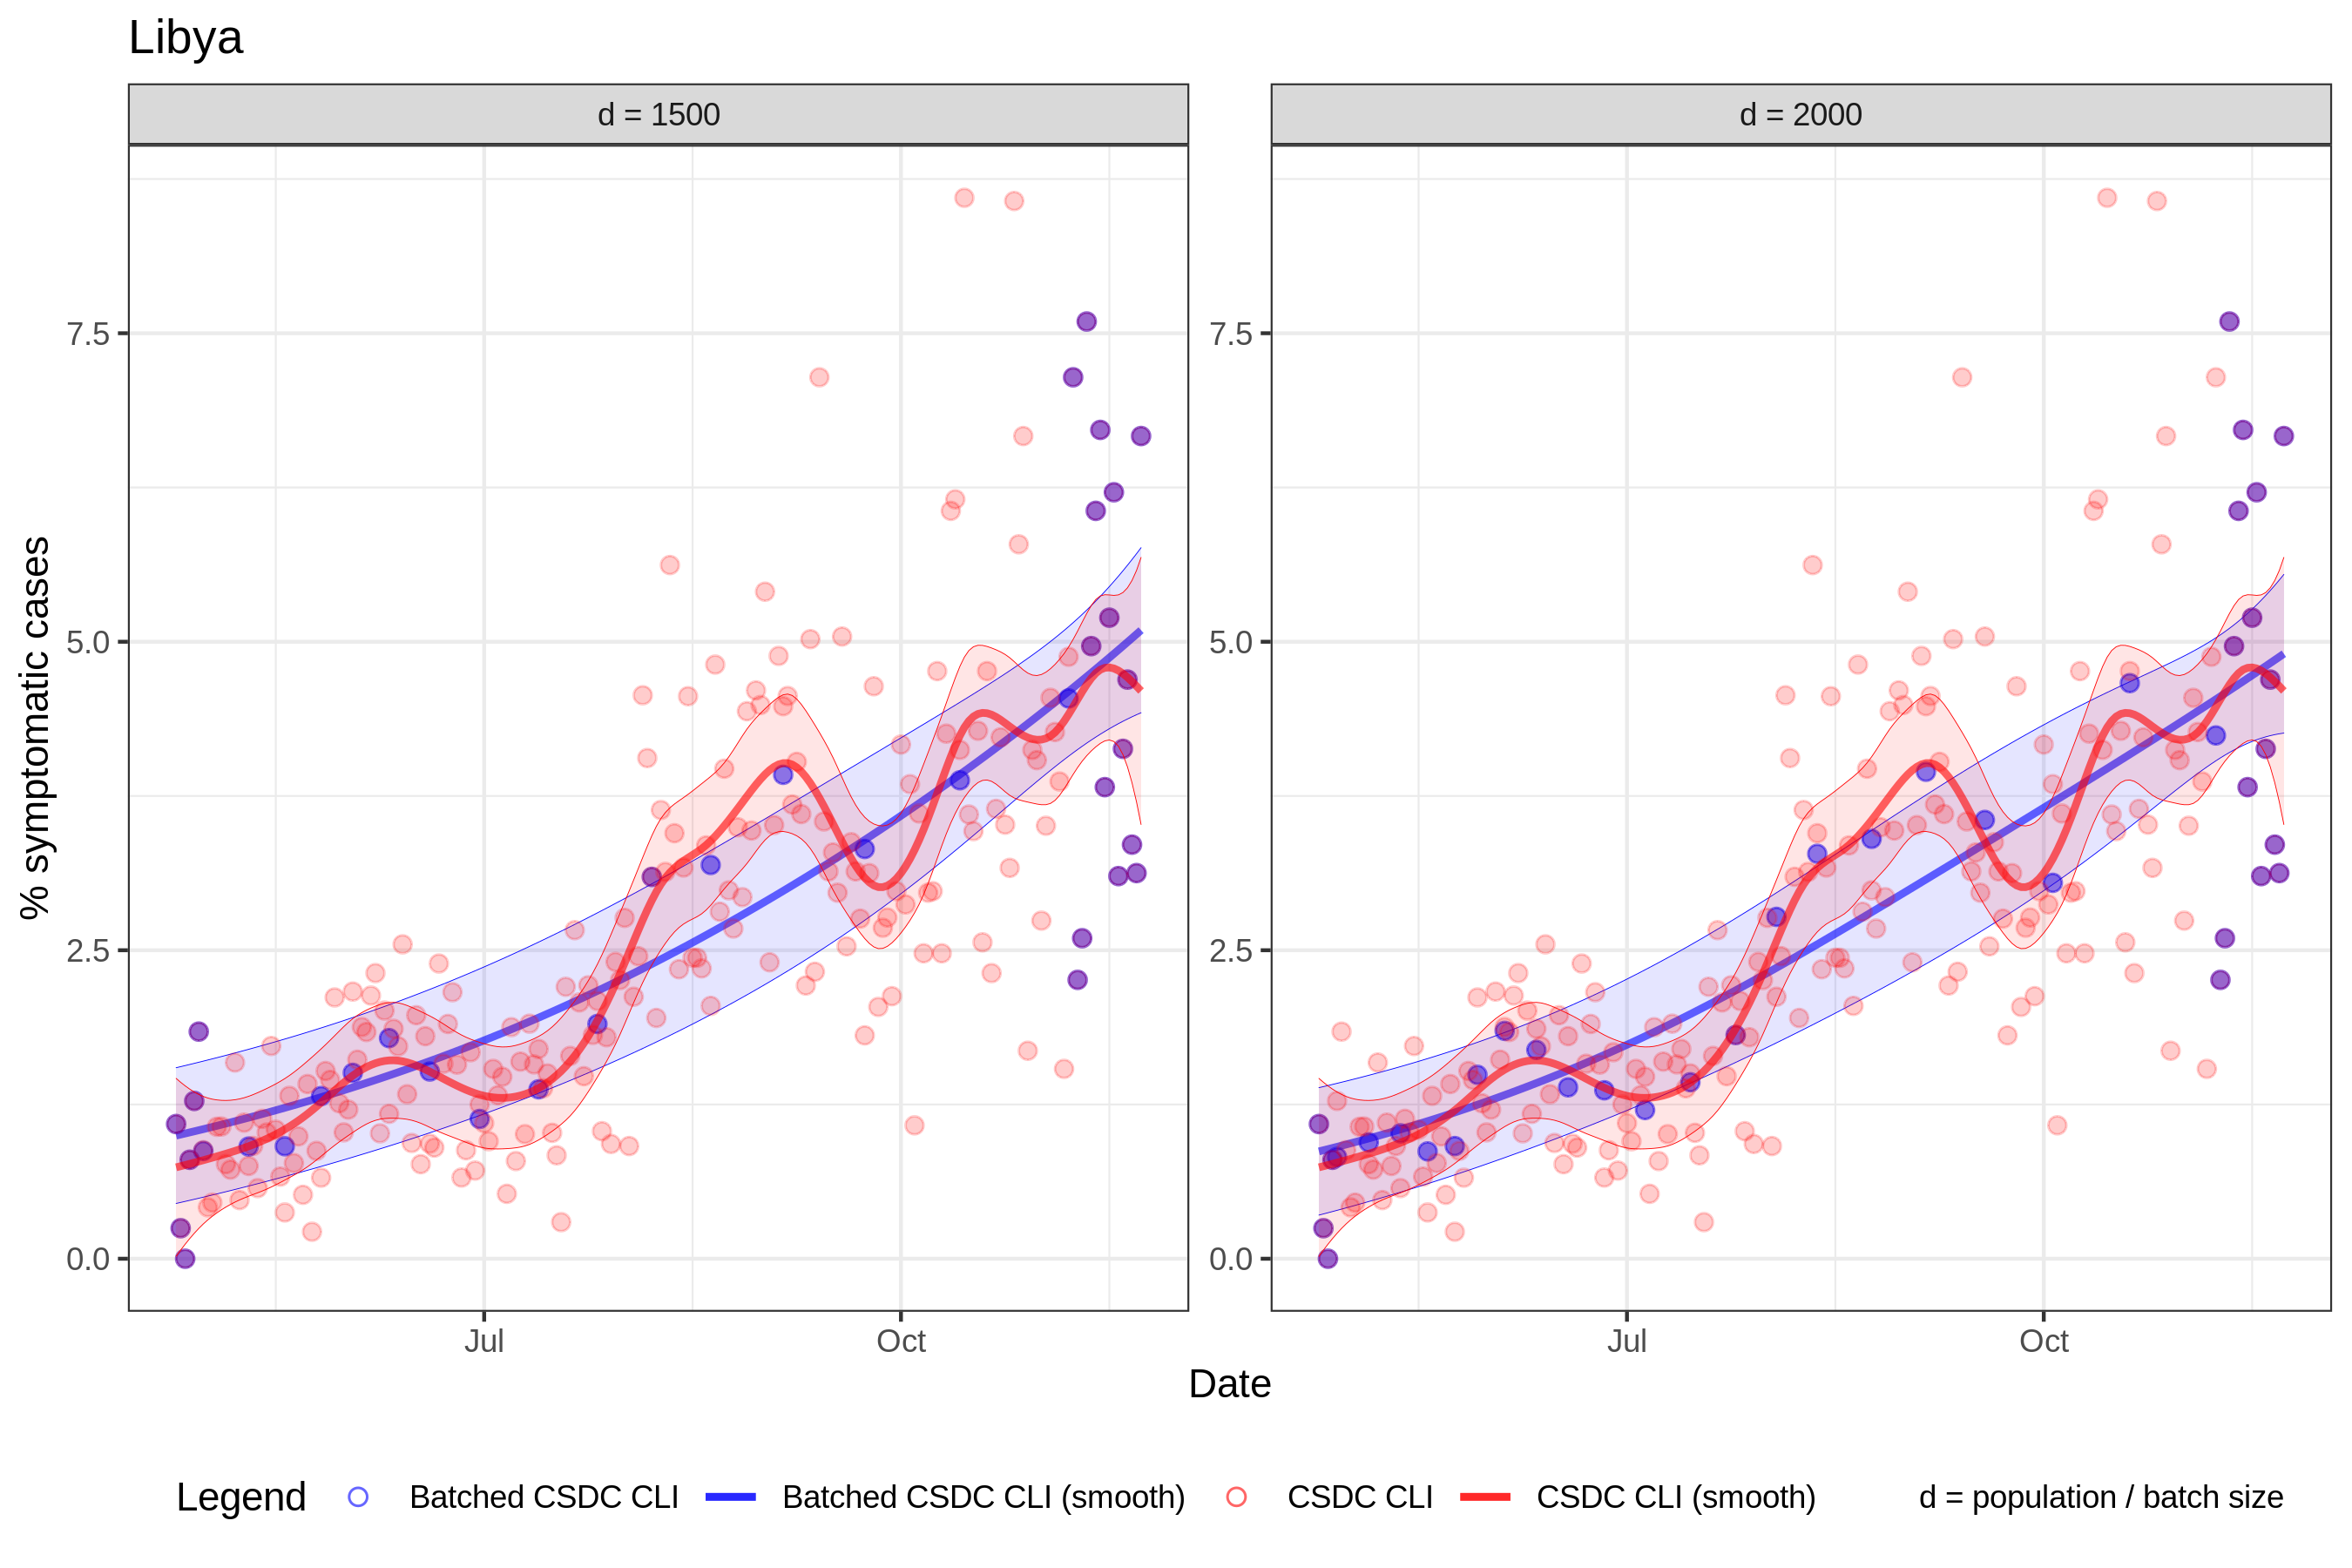 Libya
d = 1500
d = 2000
% symptomatic cases
7.5
5.0
2.5
0.0
7.5
5.0
2.5
0.0
Jul
Oct
Jul
Oct
Date
Legend
Batched CSDC CLI
Batched CSDC CLI (smooth)
CSDC CLI
CSDC CLI (smooth)
d = population / batch size